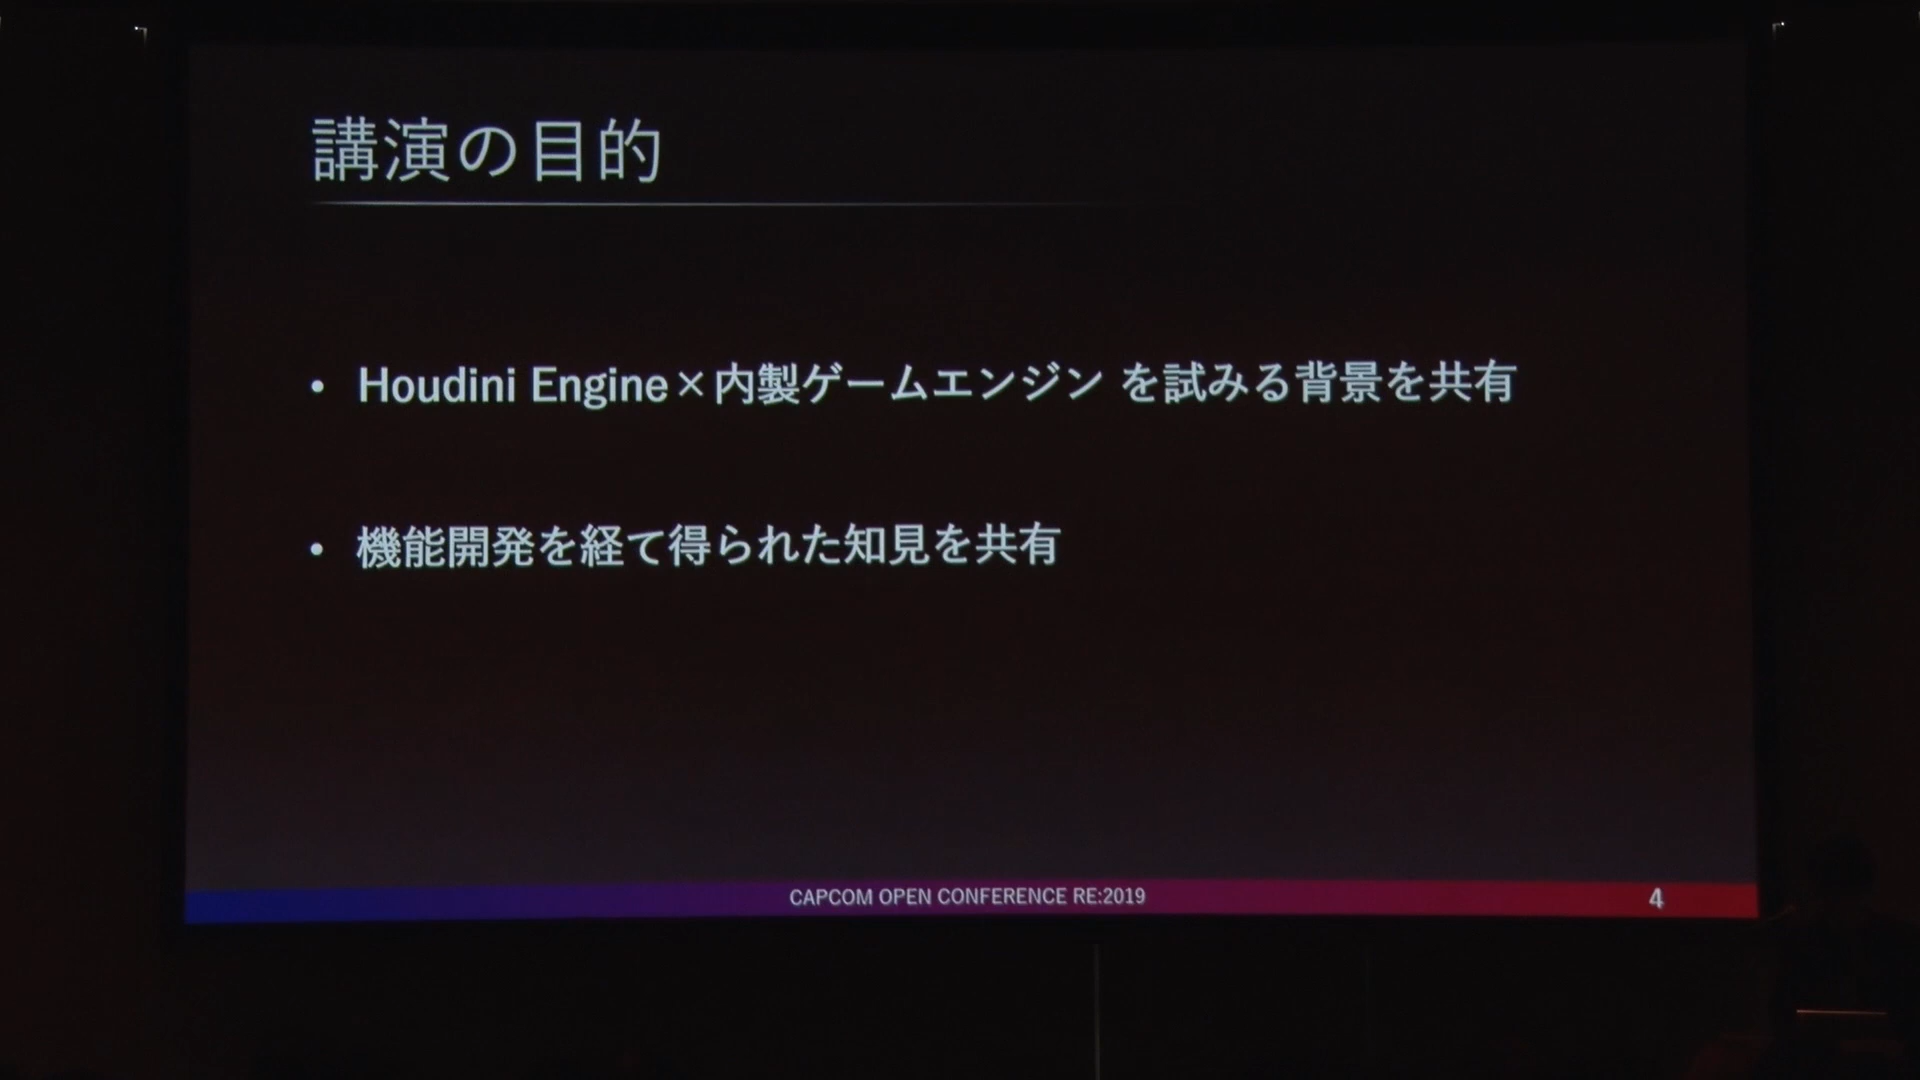 講演の目的
• Houdini Engine×内製ゲームエンジン を試みる背景を共有
• 機能開発を経て得られた知見を共有
CAPCOM OPEN CONFERENCE RE:2019
4